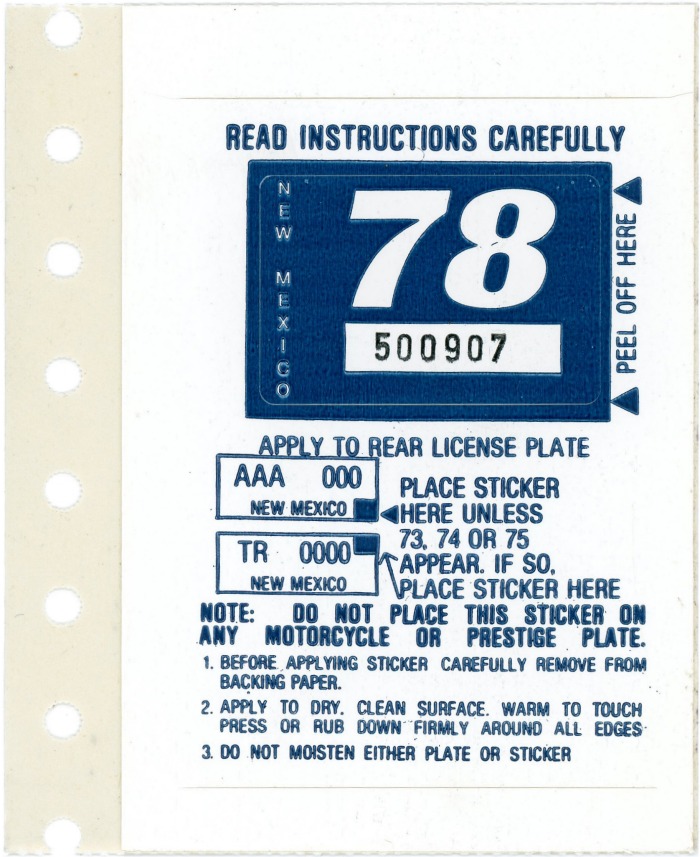 READ INSTRUCTIONS CAREFULLY
NEW MEXICO
78
500907
PEEL OFF HERE
APPLY TO REAR LICENSE PLATE
AAA 000
NEW MEXICO
PLACE STICKER
HERE UNLESS
73, 74 OR 75
APPEAR. IF SO,
PLACE STICKER HERE
TR 0000
NEW MEXICO
NOTE: DO NOT PLACE THIS STICKER ON
ANY MOTORCYCLE OR PRESTIGE PLATE.
1. BEFORE APPLYING STICKER CAREFULLY REMOVE FROM
BACKING PAPER.
2. APPLY TO DRY. CLEAN SURFACE. WARM TO TOUCH
PRESS OR RUB DOWN FIRMLY AROUND ALL EDGES
3. DO NOT MOISTEN EITHER PLATE OR STICKER